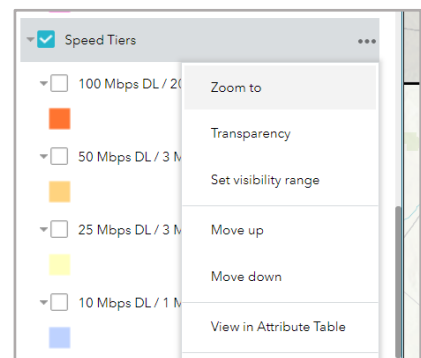 Speed Tiers
100 Mbps DL / 20
50 Mbps DL / 3 M
25 Mbps DL / 3 M
10 Mbps DL / 1 M
Zoom to
Transparency
Set visibility range
Move up
Move down
View in Attribute Table